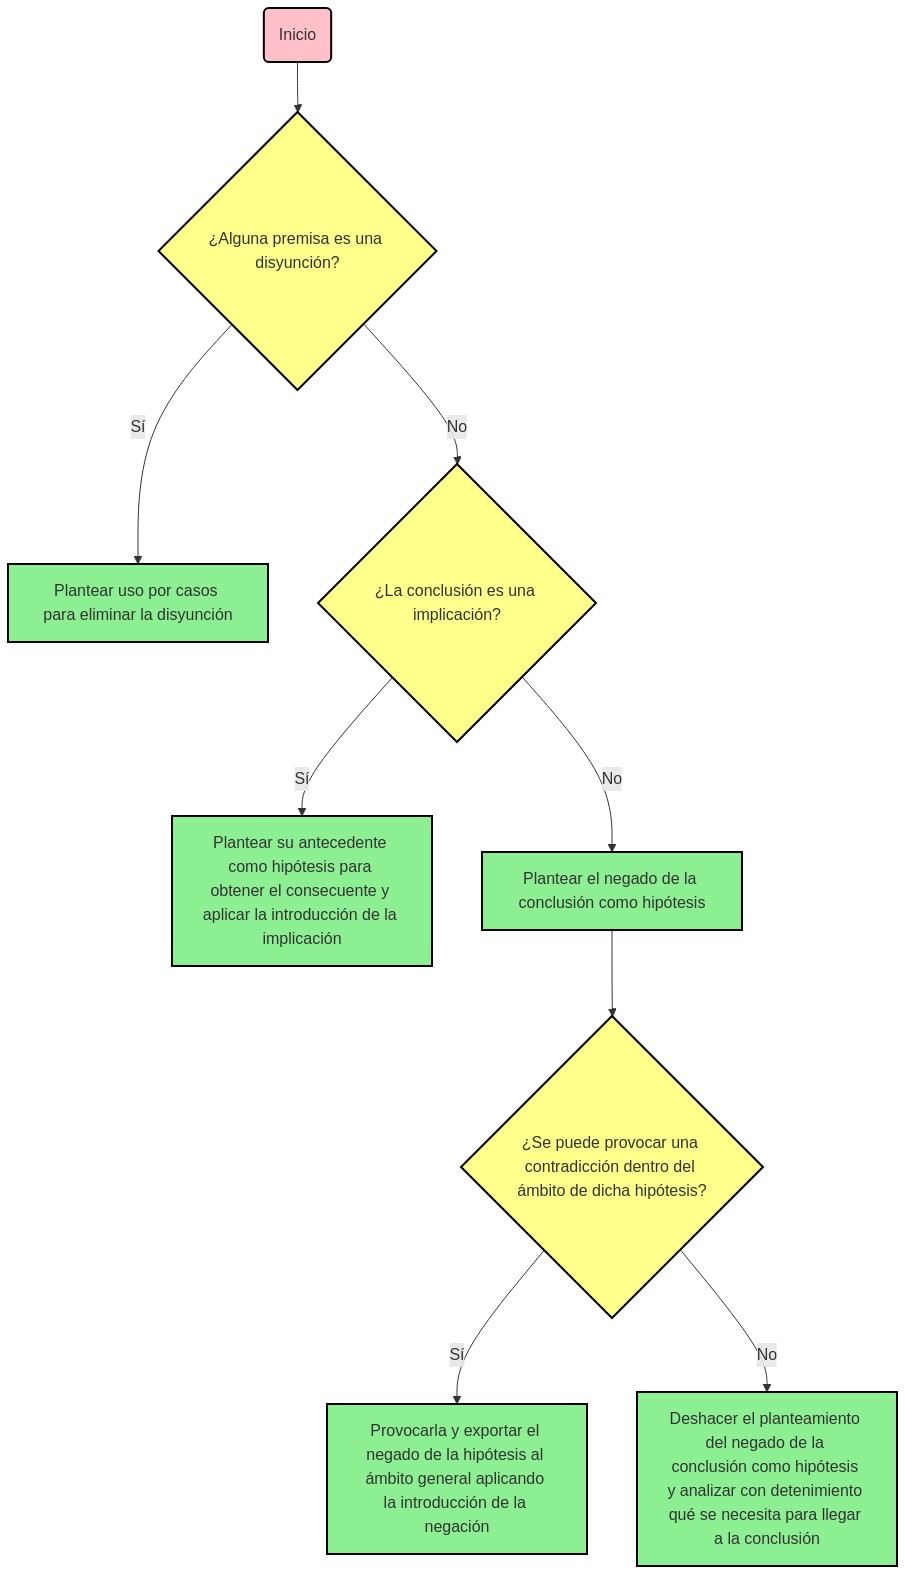 Inicio
¿Alguna premisa es una
disyunción?
Sí
No
Plantear uso por casos
para eliminar la disyunción
¿La conclusión es una
implicación?
Sí
No
Plantear su antecedente
como hipótesis para
obtener el consecuente y
aplicar la introducción de la
implicación
Plantear el negado de la
conclusión como hipótesis
¿Se puede provocar una
contradicción dentro del
ámbito de dicha hipótesis?
Sí
No
Provocarla y exportar el
negado de la hipótesis al
ámbito general aplicando
la introducción de la
negación
Deshacer el planteamiento
del negado de la
conclusión como hipótesis
y analizar con detenimiento
qué se necesita para llegar
a la conclusión